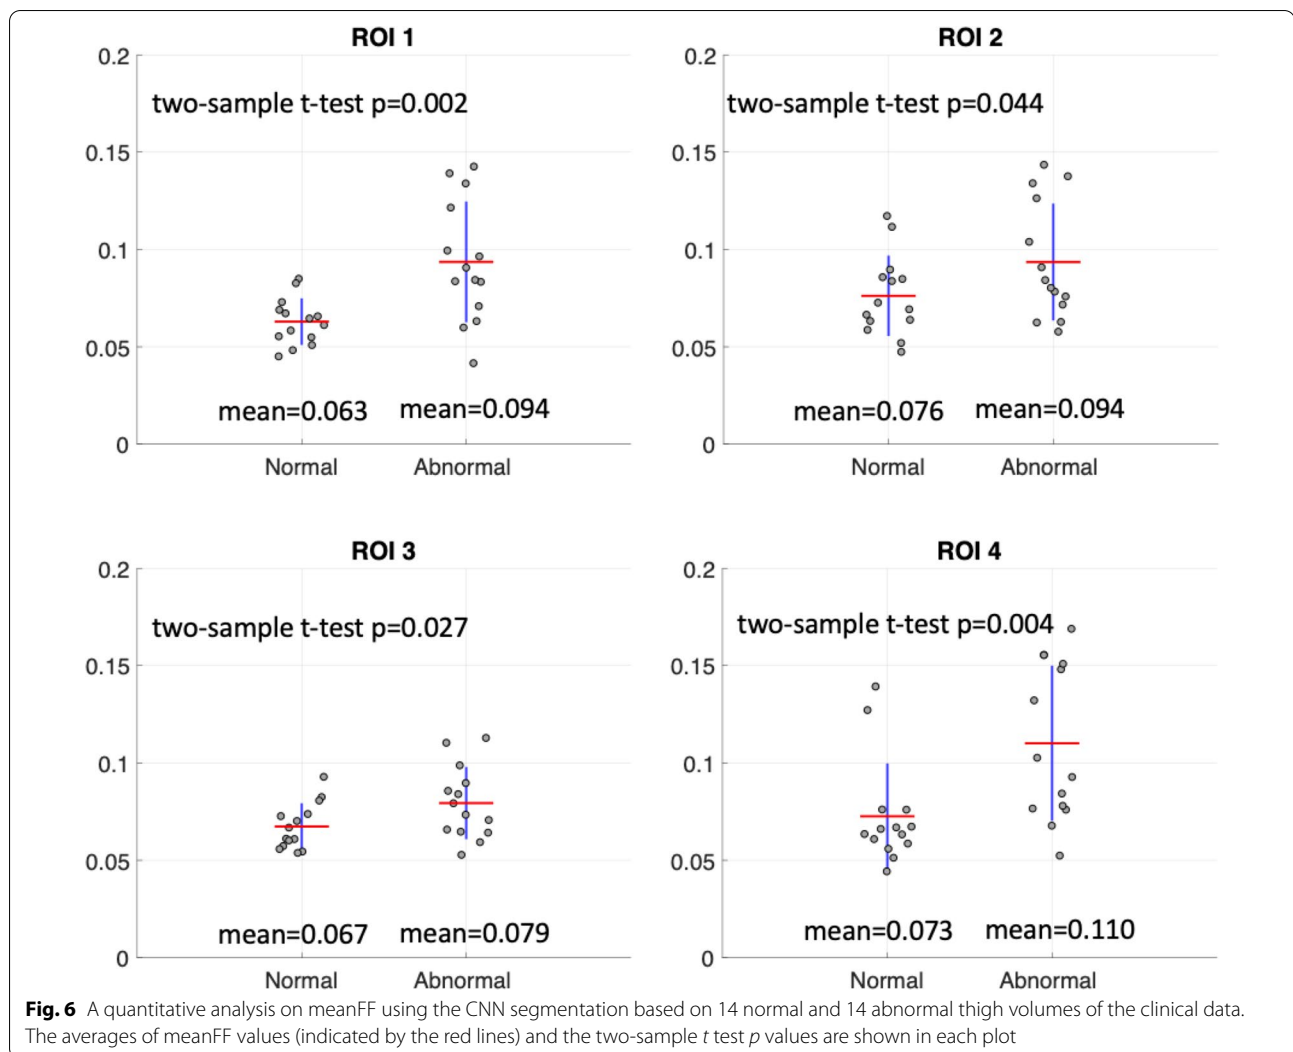 ROI 1
0.2
two-sample t-test p=0.002
0.15
0.1
0.05
mean=0.063 mean=0.094
0
Normal Abnormal
ROI 2
0.2
two-sample t-test p=0.044
0.15
0.1
0.05
mean=0.076 mean=0.094
0
Normal Abnormal
ROI 3
0.2
two-sample t-test p=0.027
0.15
0.1
0.05
mean=0.067 mean=0.079
0
Normal Abnormal
ROI 4
0.2
two-sample t-test p=0.004
0.15
0.1
0.05
mean=0.073 mean=0.110
0
Normal Abnormal
Fig. 6 A quantitative analysis on meanFF using the CNN segmentation based on 14 normal and 14 abnormal thigh volumes of the clinical data.
The averages of meanFF values (indicated by the red lines) and the two-sample t test p values are shown in each plot